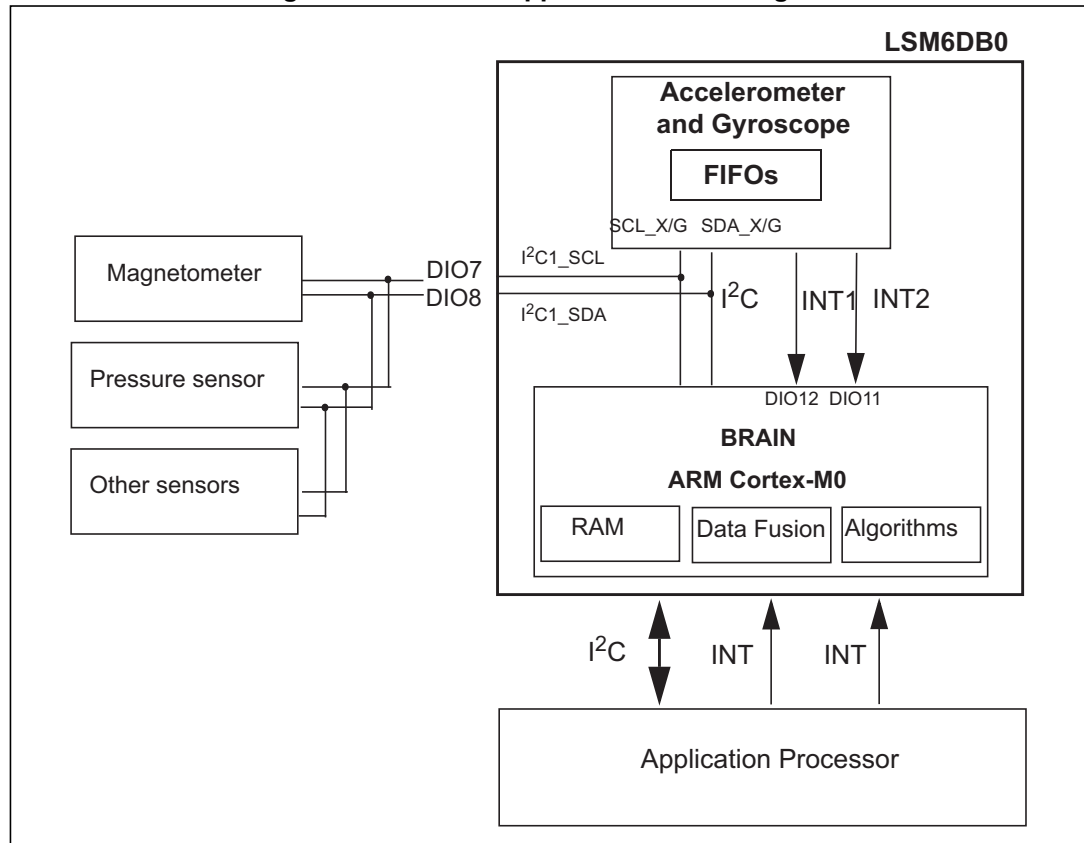 LSM6DB0
Accelerometer
and Gyroscope
FIFOs
SCL_X/G SDA_X/G
Magnetometer
DIO7
DIO8
I²C1_SCL
I²C1_SDA
I²C
INT1
INT2
Pressure sensor
Other sensors
DIO12 DIO11
BRAIN
ARM Cortex-M0
RAM
Data Fusion
Algorithms
I²C
INT
INT
Application Processor